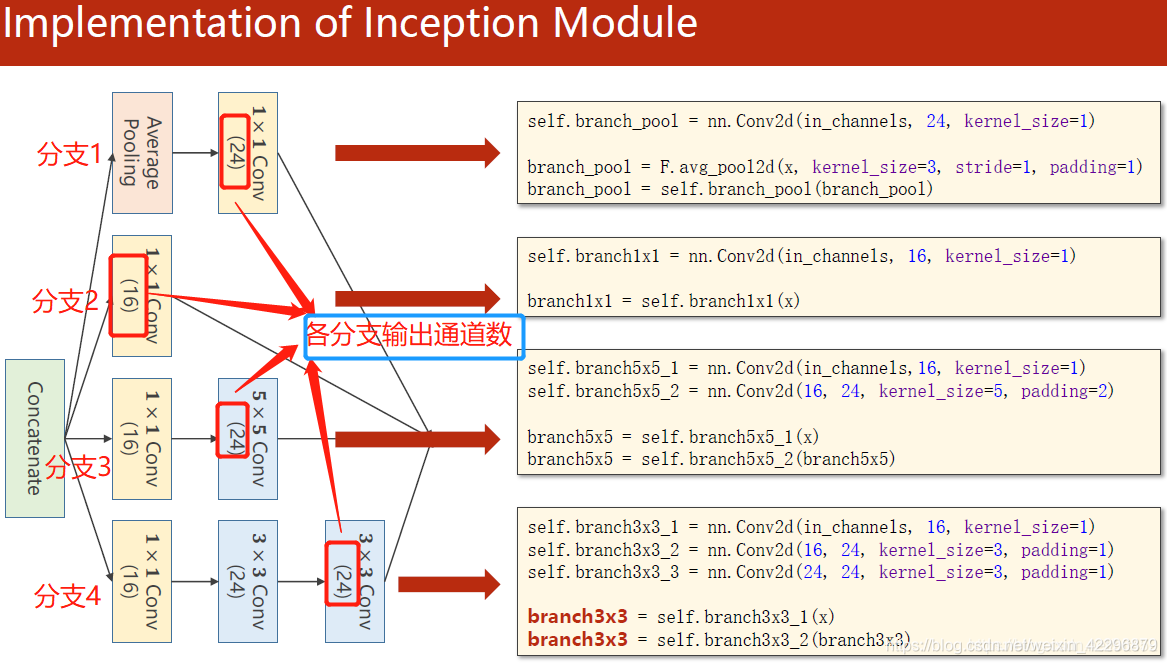 Implementation of Inception Module
分支1
Average
Pooling
1×1 Conv
(24)
self.branch_pool = nn.Conv2d(in_channels, 24, kernel_size=1)
branch_pool = F.avg_pool2d(x, kernel_size=3, stride=1, padding=1)
branch_pool = self.branch_pool(branch_pool)
分支2
1×1 Conv
(16)
self.branch1x1 = nn.Conv2d(in_channels, 16, kernel_size=1)
branch1x1 = self.branch1x1(x)
各分支输出通道数
Concatenate
分支3
1×1 Conv
(16)
5×5 Conv
(24)
self.branch5x5_1 = nn.Conv2d(in_channels,16, kernel_size=1)
self.branch5x5_2 = nn.Conv2d(16, 24, kernel_size=5, padding=2)
branch5x5 = self.branch5x5_1(x)
branch5x5 = self.branch5x5_2(branch5x5)
分支4
1×1 Conv
(16)
3×3 Conv
(24)
3×3 Conv
(24)
self.branch3x3_1 = nn.Conv2d(in_channels, 16, kernel_size=1)
self.branch3x3_2 = nn.Conv2d(16, 24, kernel_size=3, padding=1)
self.branch3x3_3 = nn.Conv2d(24, 24, kernel_size=3, padding=1)
branch3x3 = self.branch3x3_1(x)
branch3x3 = self.branch3x3_2(branch3x3)
https://blog.csdn.net/weixin_42296879